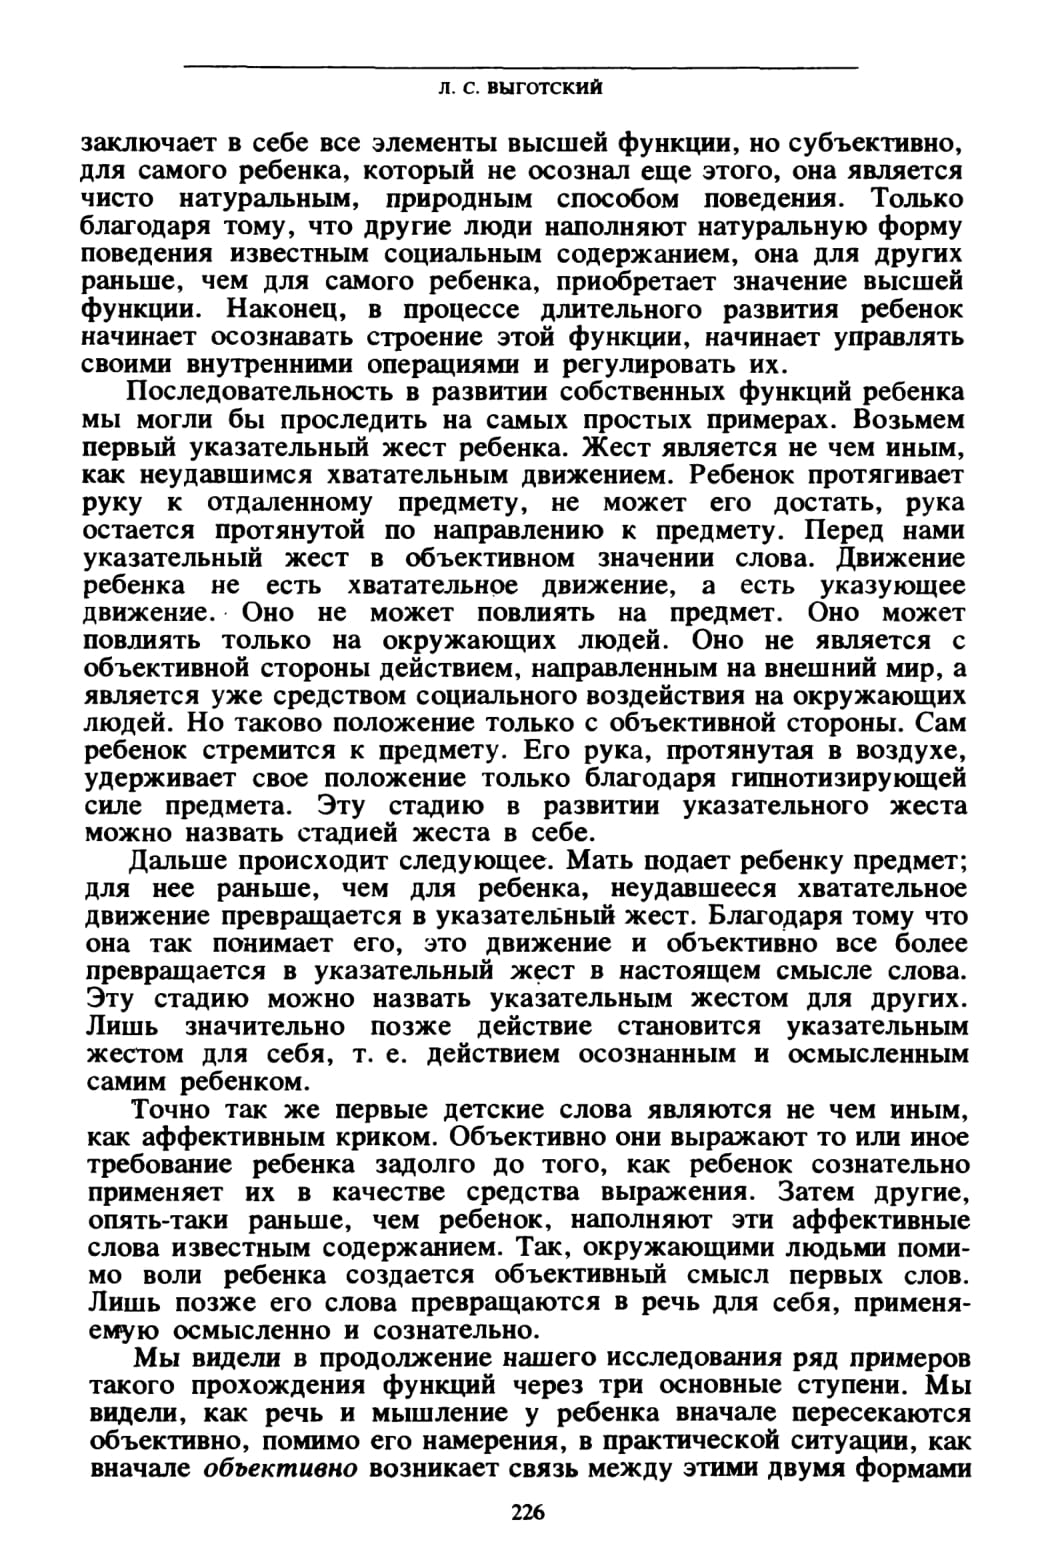 Л. С. ВЫГОТСКИЙ
заключает в себе все элементы высшей функции, но субъективно,
для самого ребенка, который не осознал еще этого, она является
чисто натуральным, природным способом поведения. Только
благодаря тому, что другие люди наполняют натуральную форму
поведения известным социальным содержанием, она для других
раньше, чем для самого ребенка, приобретает значение высшей
функции. Наконец, в процессе длительного развития ребенок
начинает осознавать строение этой функции, начинает управлять
своими внутренними операциями и регулировать их.
Последовательность в развитии собственных функций ребенка
мы могли бы проследить на самых простых примерах. Возьмем
первый указательный жест ребенка. Жест является не чем иным,
как неудавшимся хватательным движением. Ребенок протягивает
руку к отдаленному предмету, не может его достать, рука
остается протянутой по направлению к предмету. Перед нами
указательный жест в объективном значении слова. Движение
ребенка не есть хватательное движение, а есть указующее
движение. Оно не может повлиять на предмет. Оно может
повлиять только на окружающих людей. Оно не является с
объективной стороны действием, направленным на внешний мир, а
является уже средством социального воздействия на окружающих
людей. Но таково положение только с объективной стороны. Сам
ребенок стремится к предмету. Его рука, протянутая в воздухе,
удерживает свое положение только благодаря гипнотизирующей
силе предмета. Эту стадию в развитии указательного жеста
можно назвать стадией жеста в себе.
Дальше происходит следующее. Мать подает ребенку предмет;
для нее раньше, чем для ребенка, неудавшееся хватательное
движение превращается в указательный жест. Благодаря тому что
она так понимает его, это движение и объективно все более
превращается в указательный жест в настоящем смысле слова.
Эту стадию можно назвать указательным жестом для других.
Лишь значительно позже действие становится указательным
жестом для себя, т. е. действием осознанным и осмысленным
самим ребенком.
Точно так же первые детские слова являются не чем иным,
как аффективным криком. Объективно они выражают то или иное
требование ребенка задолго до того, как ребенок сознательно
применяет их в качестве средства выражения. Затем другие,
опять-таки раньше, чем ребенок, наполняют эти аффективные
слова известным содержанием. Так, окружающими людьми поми-
мо воли ребенка создается объективный смысл первых слов.
Лишь позже его слова превращаются в речь для себя, применя-
емую осмысленно и сознательно.
Мы видели в продолжение нашего исследования ряд примеров
такого прохождения функций через три основные ступени. Мы
видели, как речь и мышление у ребенка вначале пересекаются
объективно, помимо его намерения, в практической ситуации, как
вначале объективно возникает связь между этими двумя формами
226